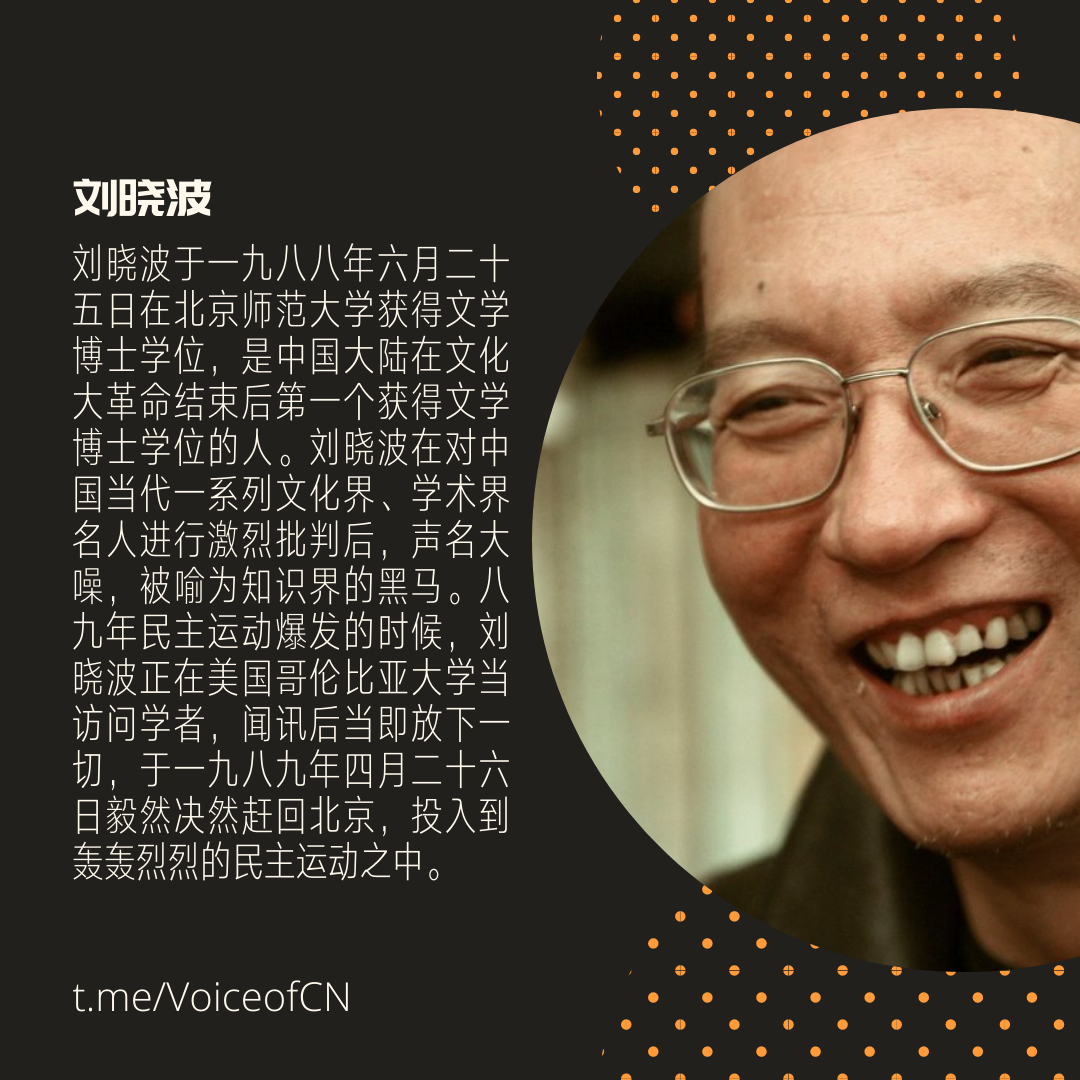 刘晓波
刘晓波于一九八八年六月二十
五日在北京师范大学获得文学
博士学位，是中国大陆在文化
大革命结束后第一个获得文学
博士学位的人。刘晓波在对中
国当代一系列文化界、学术界
名人进行激烈批判后，声名大
噪，被喻为知识界的黑马。八
九年民主运动爆发的时候，刘
晓波正在美国哥伦比亚大学当
访问学者，闻讯后当即放下一
切，于一九八九年四月二十六
日毅然决然赶回北京，投入到
轰轰烈烈的民主运动之中。
t.me/VoiceofCN